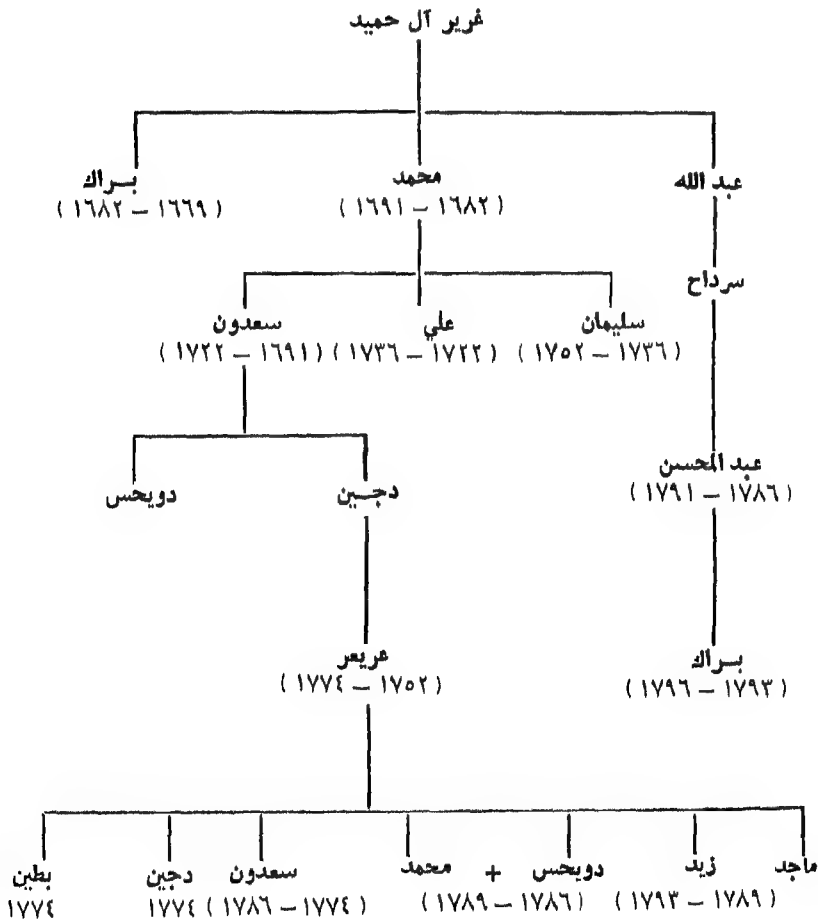 غرير آل حميد
عبد الله محمد بـراك
(١٦٨٢ – ١٦٩١) (١٦٦٩ – ١٦٨٢)
سرداح
سليمان علي سعدون
(١٧٣٦ – ١٧٥٢) (١٧٢٢ – ١٧٣٦) (١٦٩١ – ١٧٢٢)
عبد المحسن
(١٧٨٦ – ١٧٩١)
دجـين دويحس
بـراك عريعر
(١٧٩٣ – ١٧٩٦) (١٧٥٢ – ١٧٧٤)
ماجد زيد دويحس + محمد سعدون دجين بطين
(١٧٨٩ – ١٧٩٣) (١٧٨٦ – ١٧٨٩) (١٧٧٤ – ١٧٨٦) ١٧٧٤ ١٧٧٤